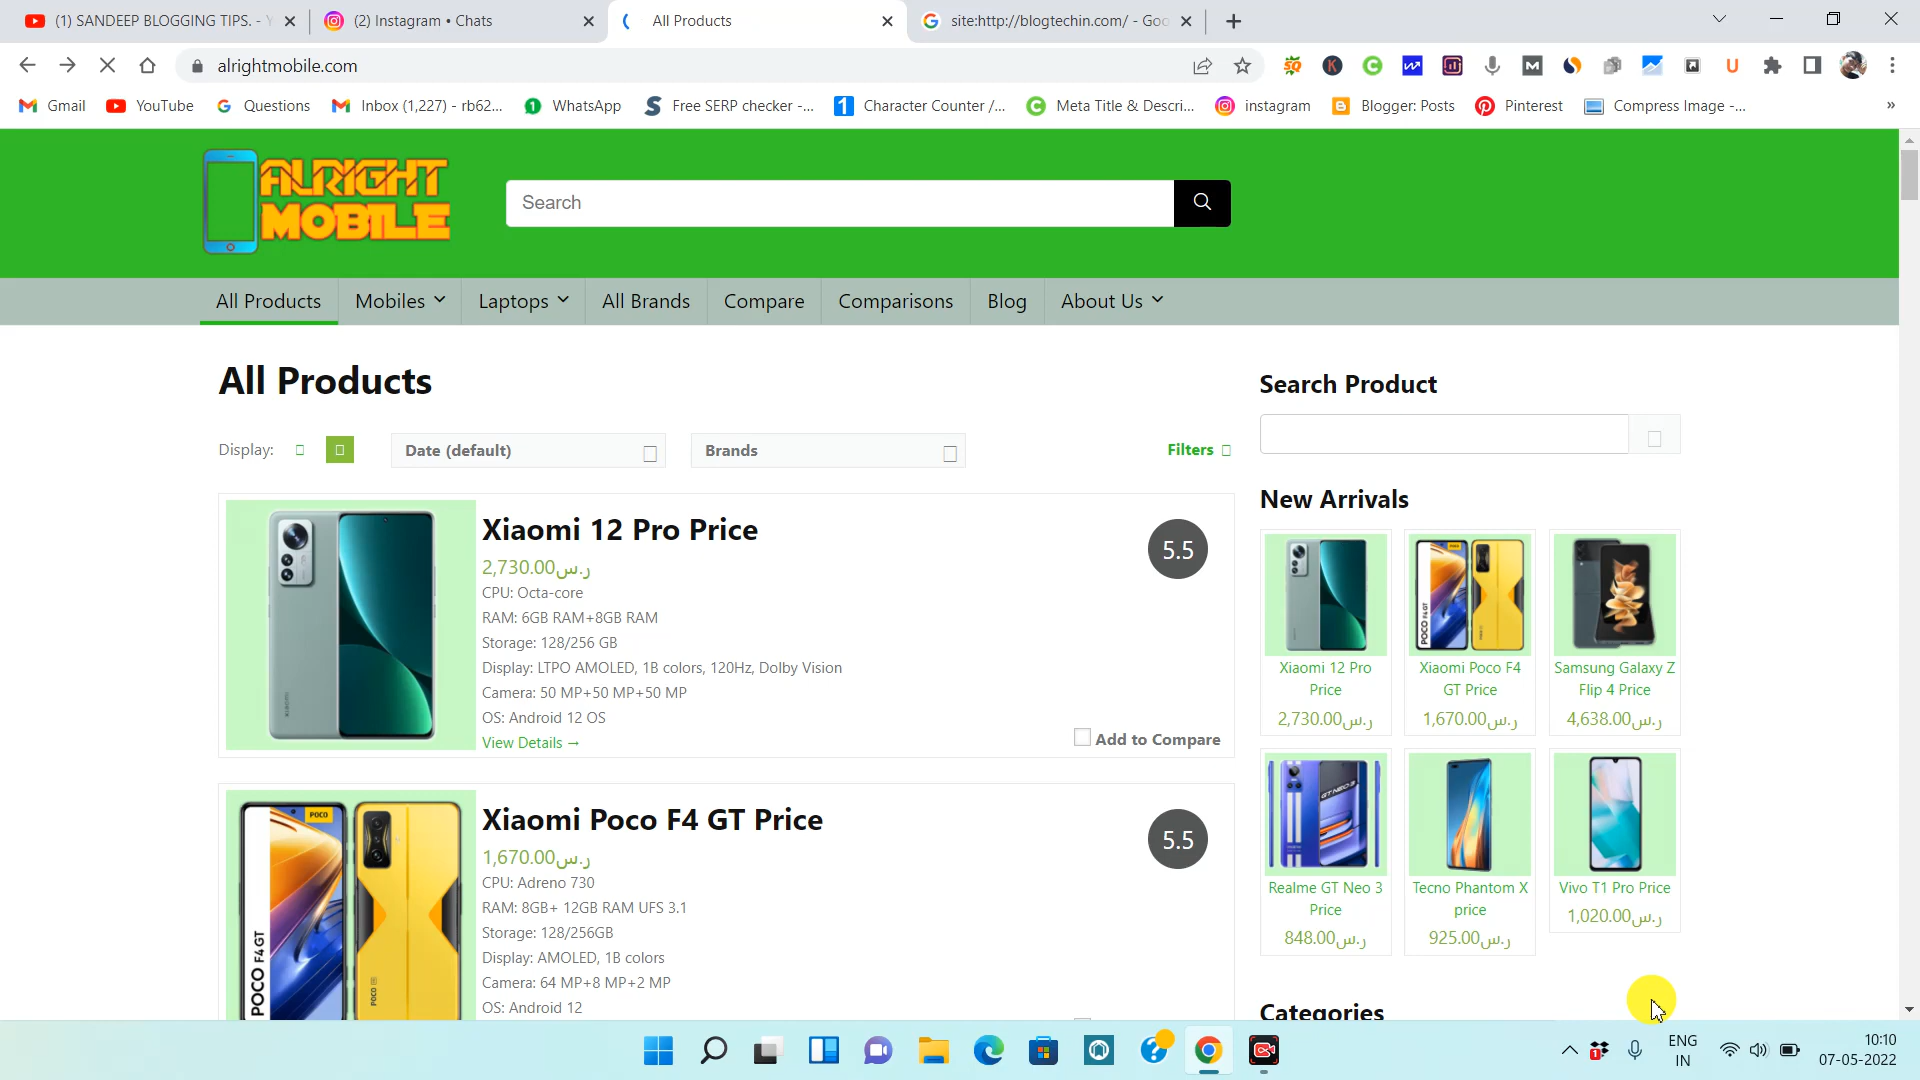 (1) SANDEEP BLOGGING TIPS. -
(2) Instagram • Chats
All Products
site:http://blogtechin.com/ - Goo
alrightmobile.com
Gmail
YouTube
Questions
Inbox (1,227) - rb62...
WhatsApp
Free SERP checker -...
Character Counter /...
Meta Title & Descri...
instagram
Blogger: Posts
Pinterest
Compress Image -...
»
ALRIGHT
MOBILE
Search
All Products
Mobiles
Laptops
All Brands
Compare
Comparisons
Blog
About Us
All Products
Display:
Date (default)
Brands
Filters
Xiaomi 12 Pro Price
2,730.00ر.س
CPU: Octa-core
RAM: 6GB RAM+8GB RAM
Storage: 128/256 GB
Display: LTPO AMOLED, 1B colors, 120Hz, Dolby Vision
Camera: 50 MP+50 MP+50 MP
OS: Android 12 OS
View Details →
5.5
Add to Compare
POCO
POCO F4 GT
Xiaomi Poco F4 GT Price
1,670.00ر.س
CPU: Adreno 730
RAM: 8GB+ 12GB RAM UFS 3.1
Storage: 128/256GB
Display: AMOLED, 1B colors
Camera: 64 MP+8 MP+2 MP
OS: Android 12
5.5
Search Product
New Arrivals
Xiaomi 12 Pro
Price
2,730.00ر.س
POCO F4 GT
Xiaomi Poco F4
GT Price
1,670.00ر.س
Samsung Galaxy Z
Flip 4 Price
4,638.00ر.س
GT NEO 3
Realme GT Neo 3
Price
848.00ر.س
Tecno Phantom X
price
925.00ر.س
Vivo T1 Pro Price
1,020.00ر.س
Categories
ENG
IN
10:10
07-05-2022